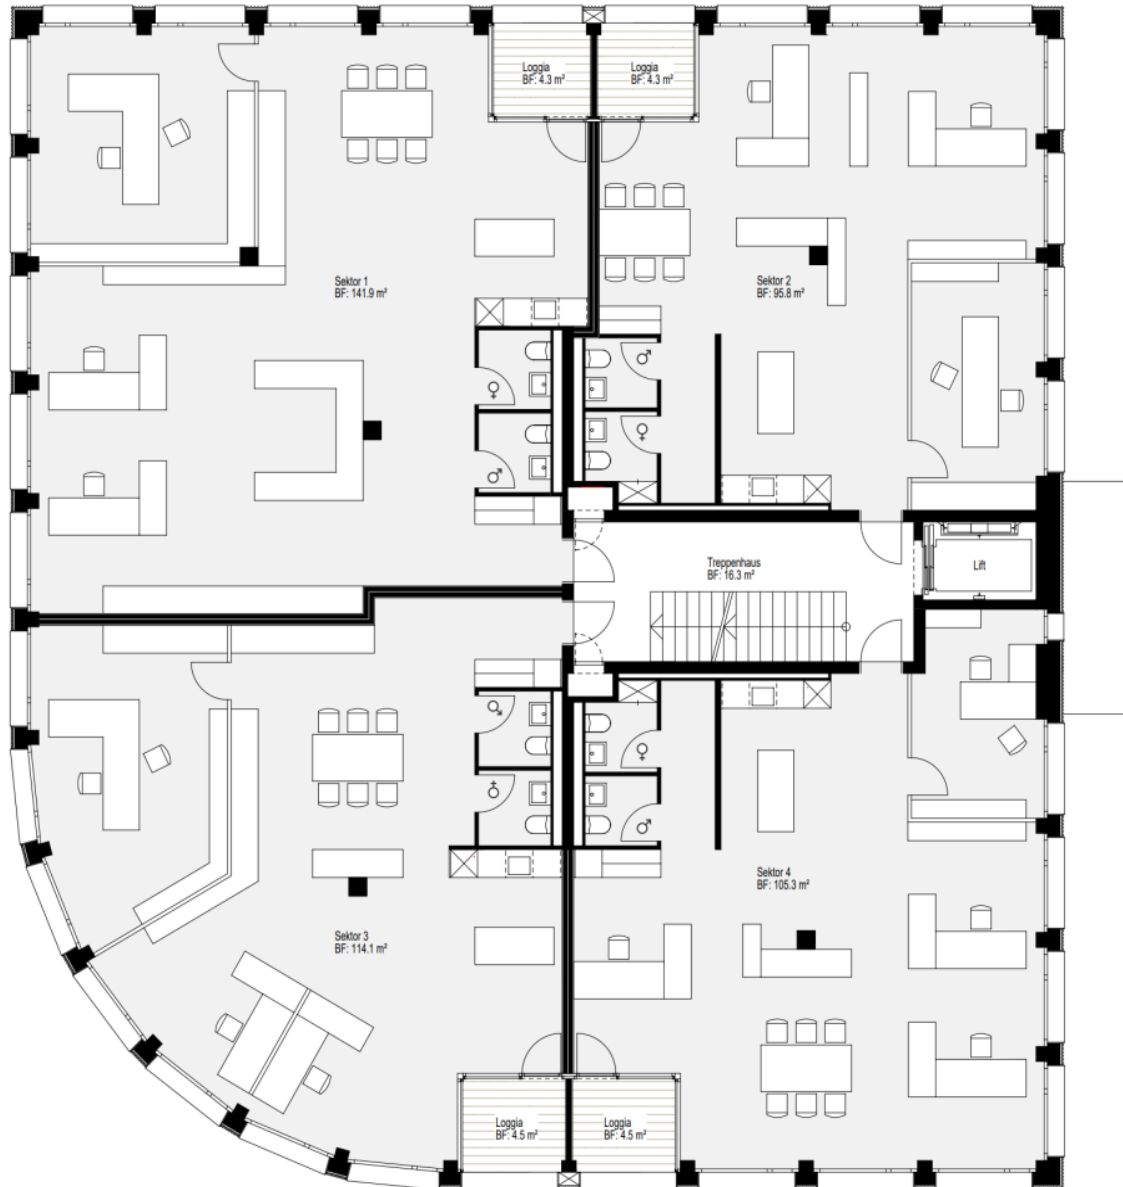 Loggia
BF: 4.3 m²
Loggia
BF: 4.3 m²
Sektor 1
BF: 141.9 m²
Sektor 2
BF: 95.8 m²
Treppenhaus
BF: 16.3 m²
Lift
Sektor 4
BF: 105.3 m²
Sektor 3
BF: 114.1 m²
Loggia
BF: 4.5 m²
Loggia
BF: 4.5 m²